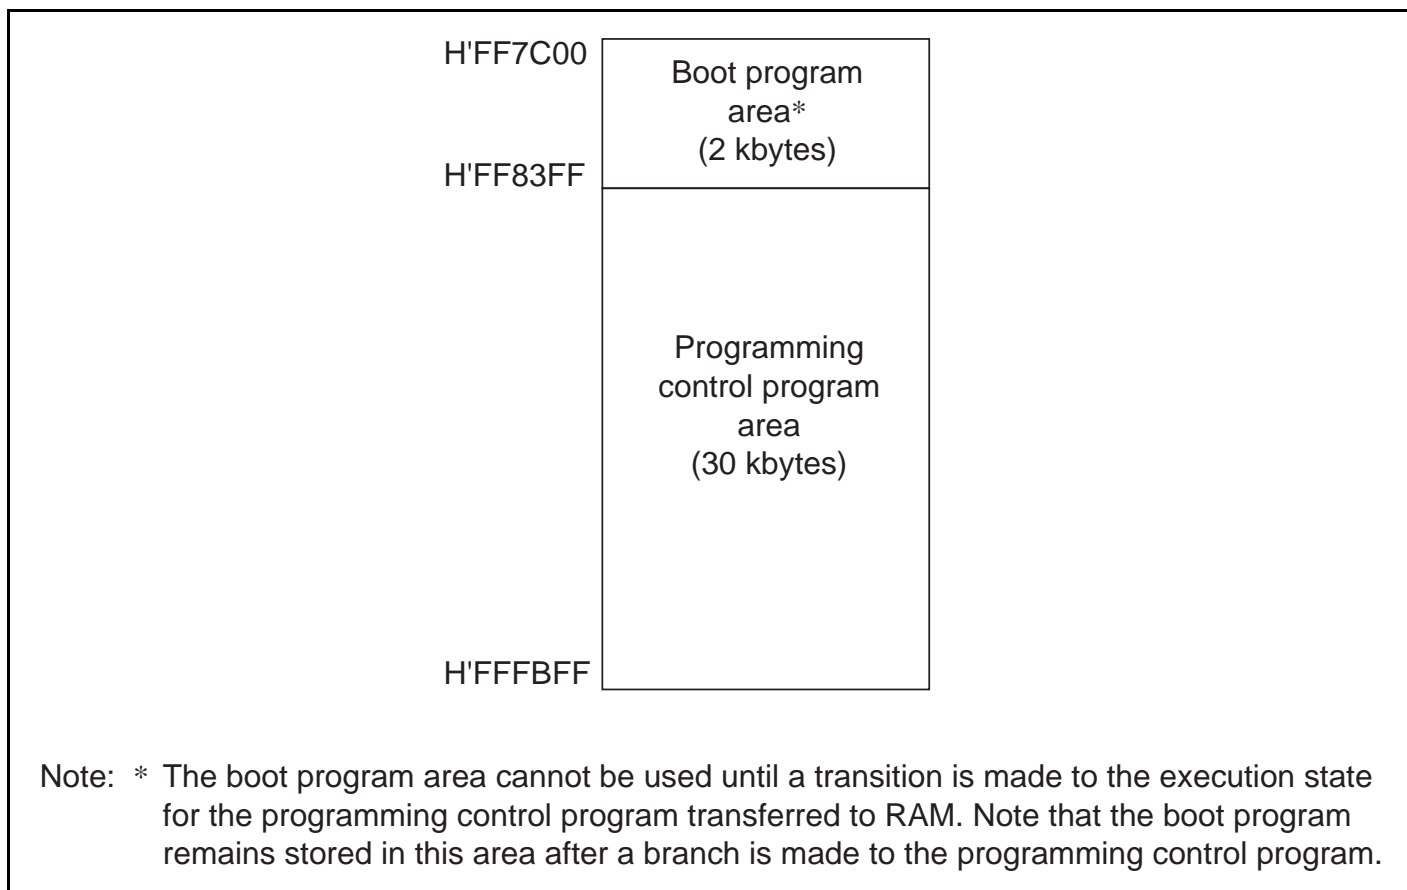 H'FF7C00
Boot program
area*
(2 kbytes)
H'FF83FF
Programming
control program
area
(30 kbytes)
H'FFFBFF
Note: * The boot program area cannot be used until a transition is made to the execution state
for the programming control program transferred to RAM. Note that the boot program
remains stored in this area after a branch is made to the programming control program.